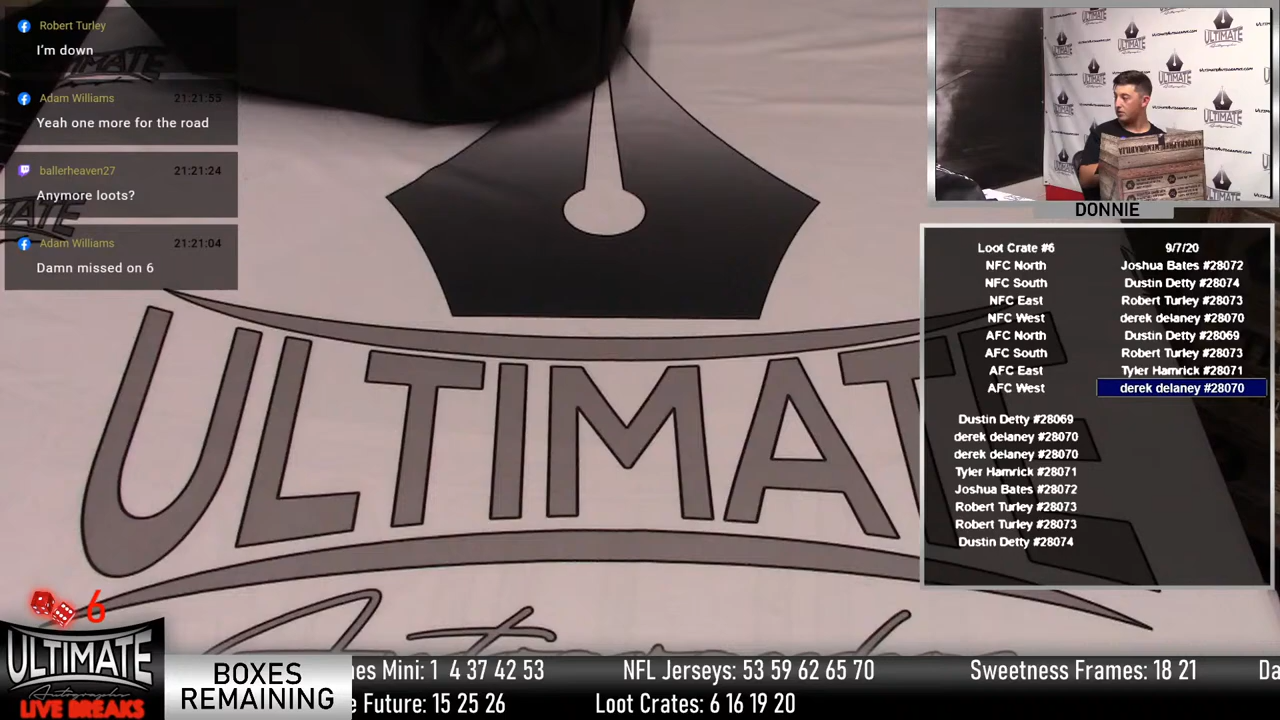 Robert Turley
I'm down
Adam Williams 21:21:55
Yeah one more for the road
ballerheaven27 21:21:24
Anymore loots?
Adam Williams 21:21:04
Damn missed on 6
ULTIMATE
ULTIMATE
DONNIE
Loot Crate #6 9/7/20
NFC North Joshua Bates #28072
NFC South Dustin Detty #28074
NFC East Robert Turley #28073
NFC West derek delaney #28070
AFC North Dustin Detty #28069
AFC South Robert Turley #28073
AFC East Tyler Hamrick #28071
AFC West derek delaney #28070
Dustin Detty #28069
derek delaney #28070
derek delaney #28070
Tyler Hamrick #28071
Joshua Bates #28072
Robert Turley #28073
Robert Turley #28073
Dustin Detty #28074
6
ULTIMATE
Autographs
LIVE BREAKS
BOXES
REMAINING
nes Mini: 1 4 37 42 53 NFL Jerseys: 53 59 62 65 70 Sweetness Frames: 18 21 Da
e Future: 15 25 26 Loot Crates: 6 16 19 20